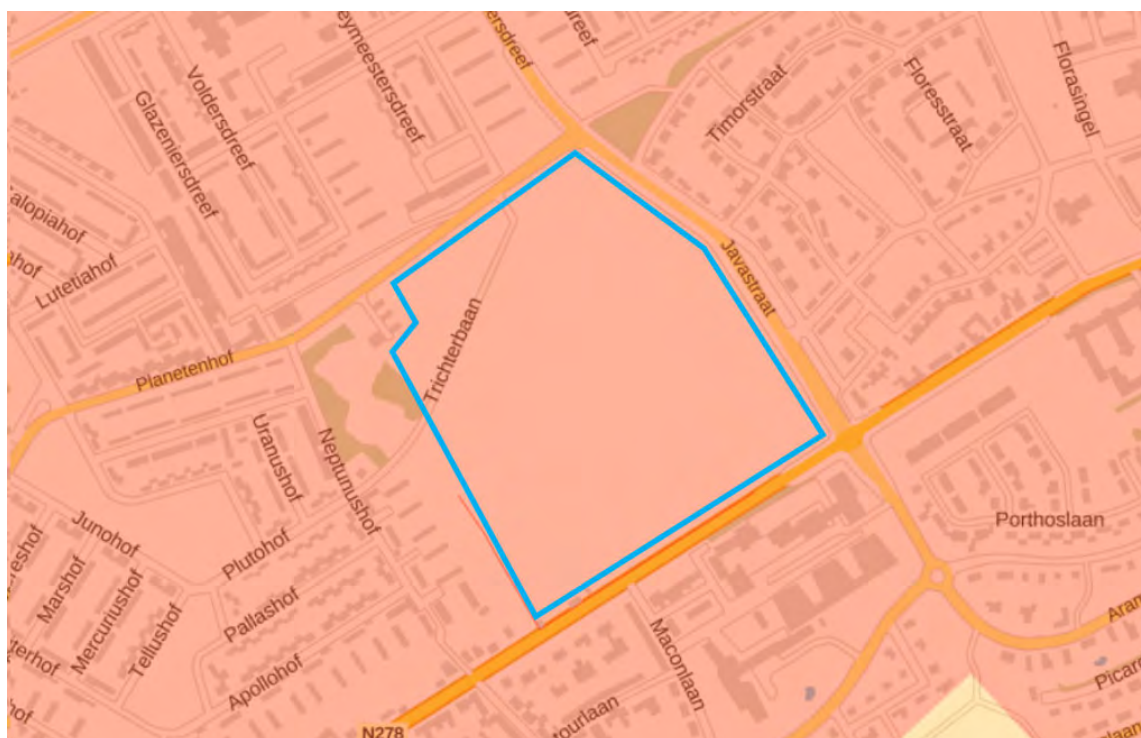 eymeestersdreef
ersdreef
Voldersdreef
Glazeniersdreef
Timorstraat
Floresstraat
Florasingel
alopiahof
Lutetiahof
Javastraat
Trichterbaan
Planetenhof
Uranushof
Neptunushof
Porthoslaan
Junohof
Plutohof
Marshof
Mercuriushof
Tellushof
Pallashof
Apollohof
Maconlaan
N278